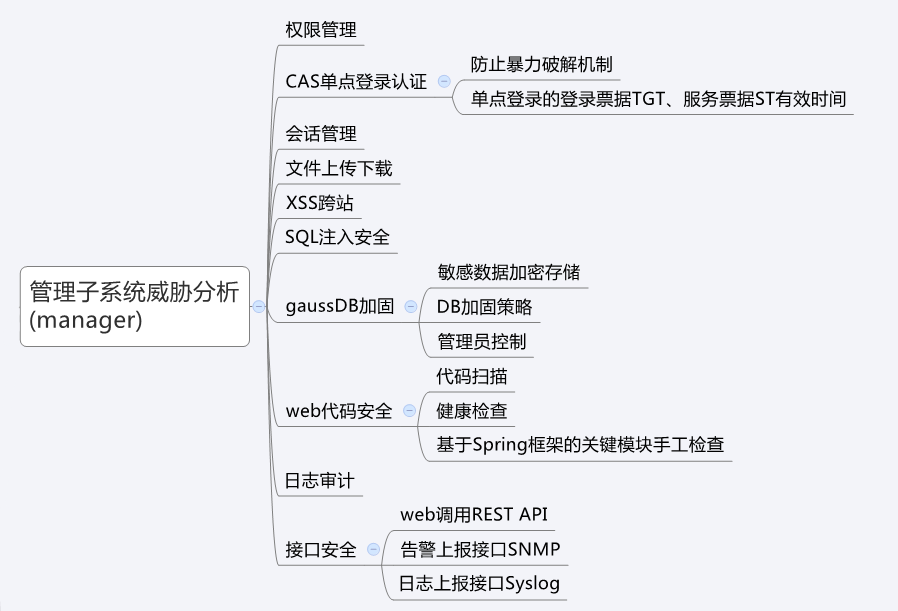 管理子系统威胁分析
(manager)
权限管理
CAS单点登录认证
防止暴力破解机制
单点登录的登录票据TGT、服务票据ST有效时间
会话管理
文件上传下载
XSS跨站
SQL注入安全
gaussDB加固
敏感数据加密存储
DB加固策略
管理员控制
web代码安全
代码扫描
健康检查
基于Spring框架的关键模块手工检查
日志审计
接口安全
web调用REST API
告警上报接口SNMP
日志上报接口Syslog